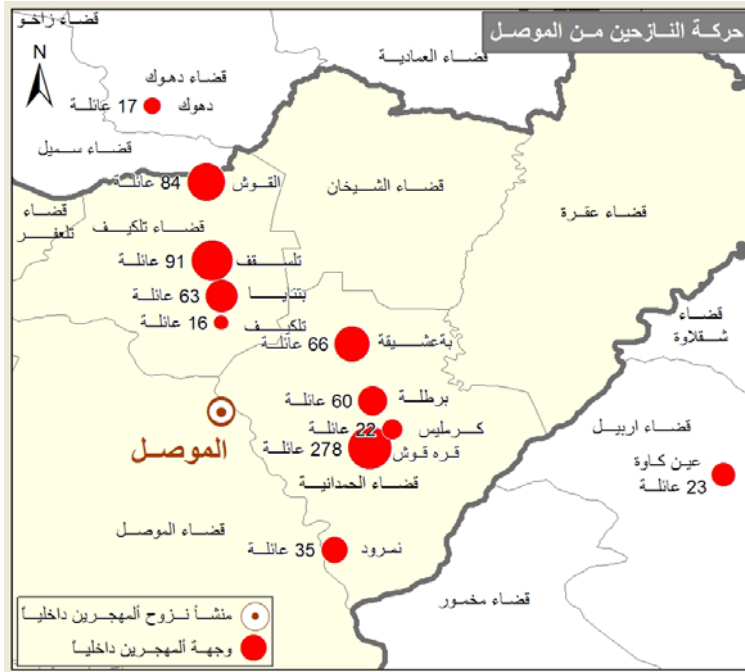 حركة النازحين من الموصل
قضاء زاخو
N
قضاء العمادية
قضاء دهوك
دهوك
17 عائلة
قضاء سميل
القوش
84 عائلة
قضاء الشيخان
قضاء عقرة
قضاء
تلعفر
قضاء تلكيف
تلسقف
91 عائلة
بتنايا
63 عائلة
تلكيف
16 عائلة
قضاء
شقلاوة
بةعشيقة
66 عائلة
برطلة
60 عائلة
كرمليس
22 عائلة
قره قوش
278 عائلة
الموصل
قضاء اربيل
عين كاوة
23 عائلة
قضاء الحمدانية
قضاء الموصل
نمرود
35 عائلة
قضاء مخمور
منشأ نزوح ألمهجرين داخلياً
وجهة ألمهجرين داخلياً